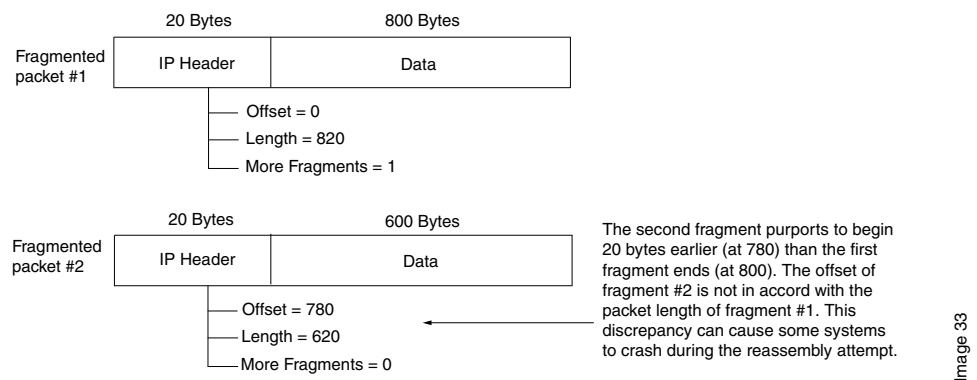 20 Bytes
800 Bytes
Fragmented
packet #1
IP Header
Data
Offset = 0
Length = 820
More Fragments = 1
20 Bytes
600 Bytes
Fragmented
packet #2
IP Header
Data
Offset = 780
Length = 620
More Fragments = 0
The second fragment purports to begin
20 bytes earlier (at 780) than the first
fragment ends (at 800). The offset of
fragment #2 is not in accord with the
packet length of fragment #1. This
discrepancy can cause some systems
to crash during the reassembly attempt.
Image 33